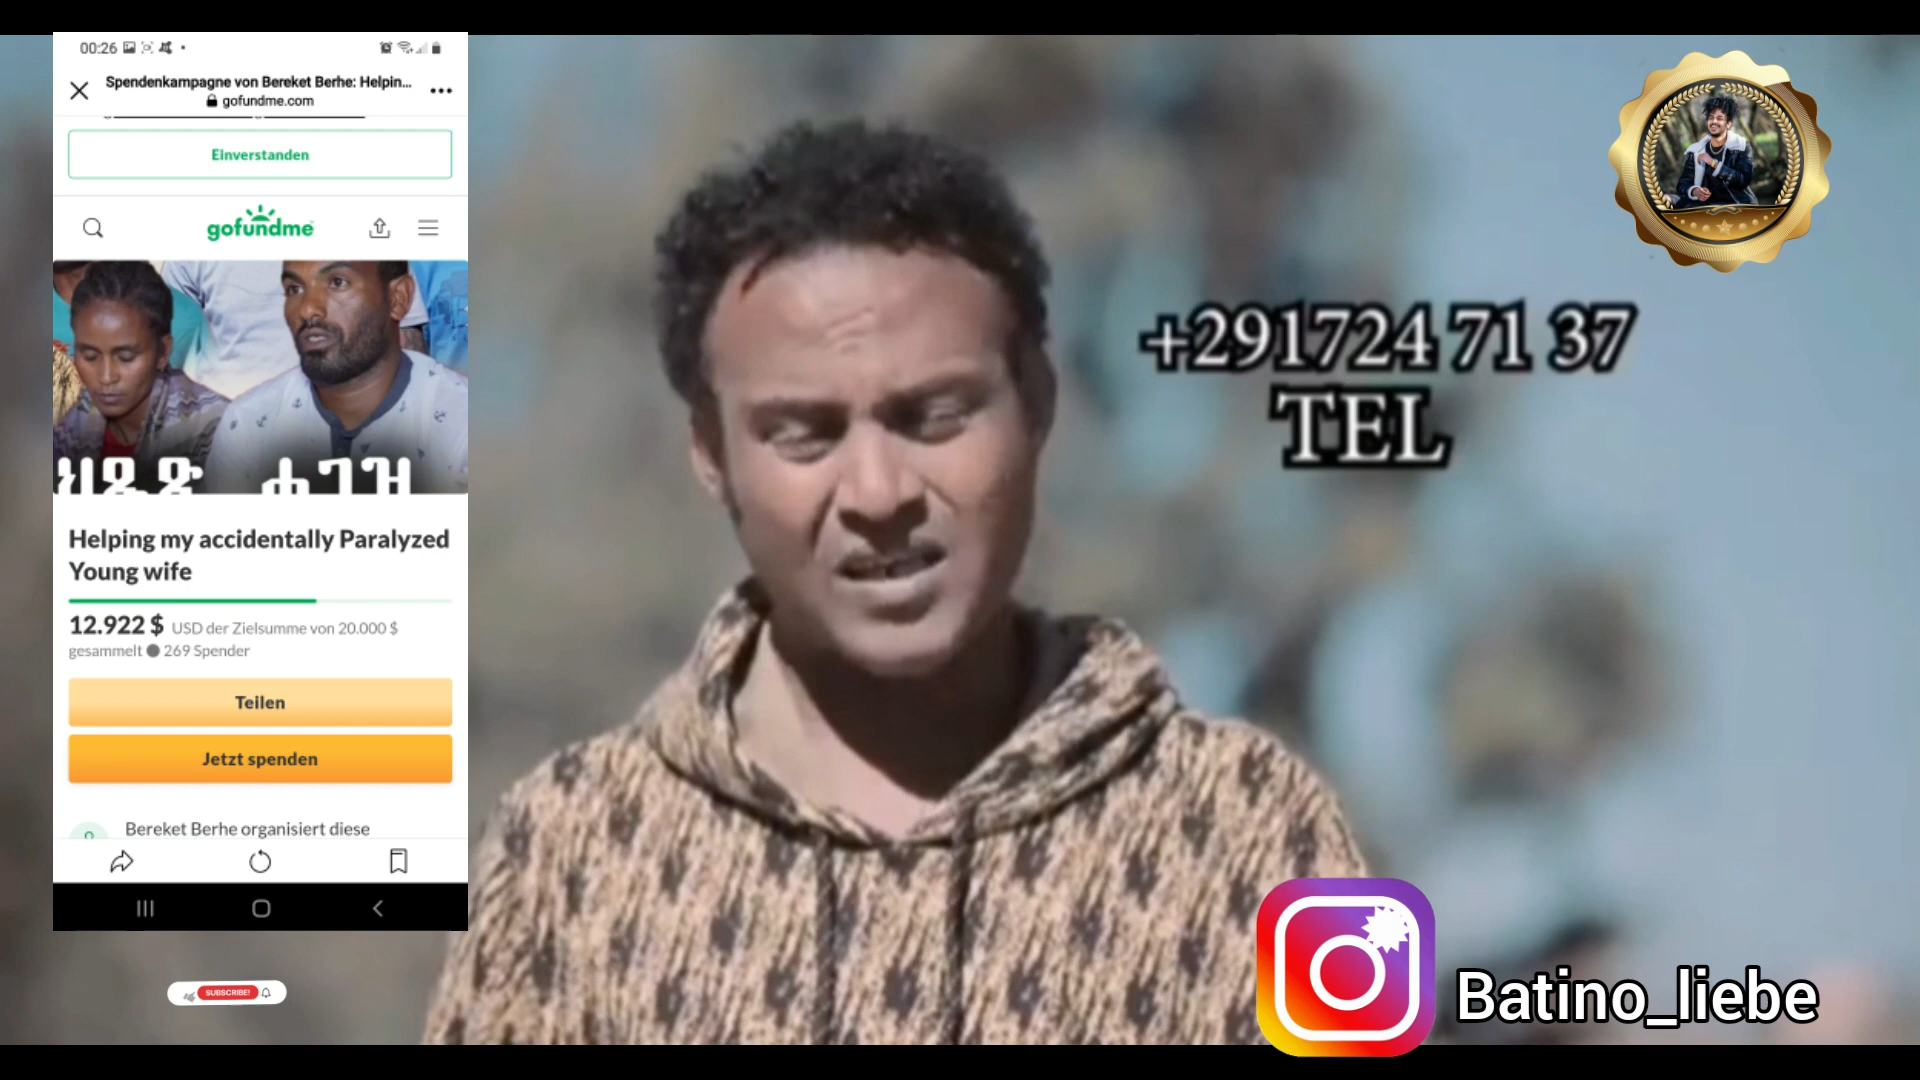 00:26
Spendenkampagne von Bereket Berhe: Helpin...
gofundme.com
Einverstanden
gofundme
Helping my accidentally Paralyzed
Young wife
12.922 $ USD der Zielsumme von 20.000 $
gesammelt ● 269 Spender
Teilen
Jetzt spenden
Bereket Berhe organisiert diese
SUBSCRIBE!
+291724 71 37
TEL
Batino_liebe